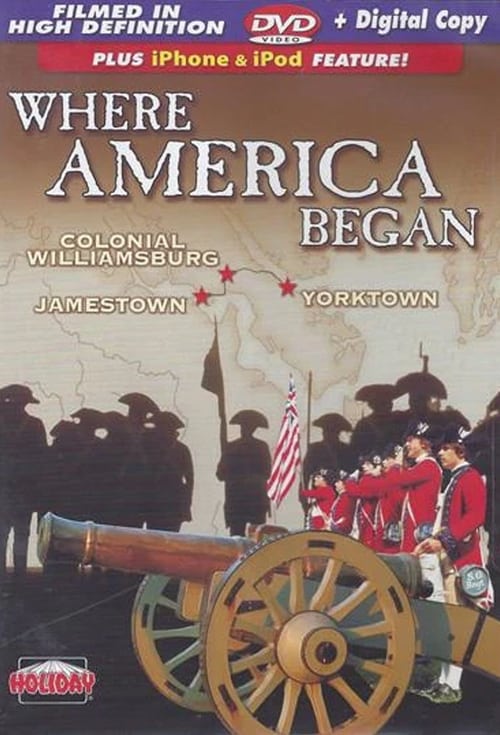 FILMED IN
HIGH DEFINITION
DVD
VIDEO
+ Digital Copy
PLUS iPhone & iPod FEATURE!
WHERE
AMERICA
BEGAN
COLONIAL
WILLIAMSBURG
JAMESTOWN
YORKTOWN
HOLIDAY